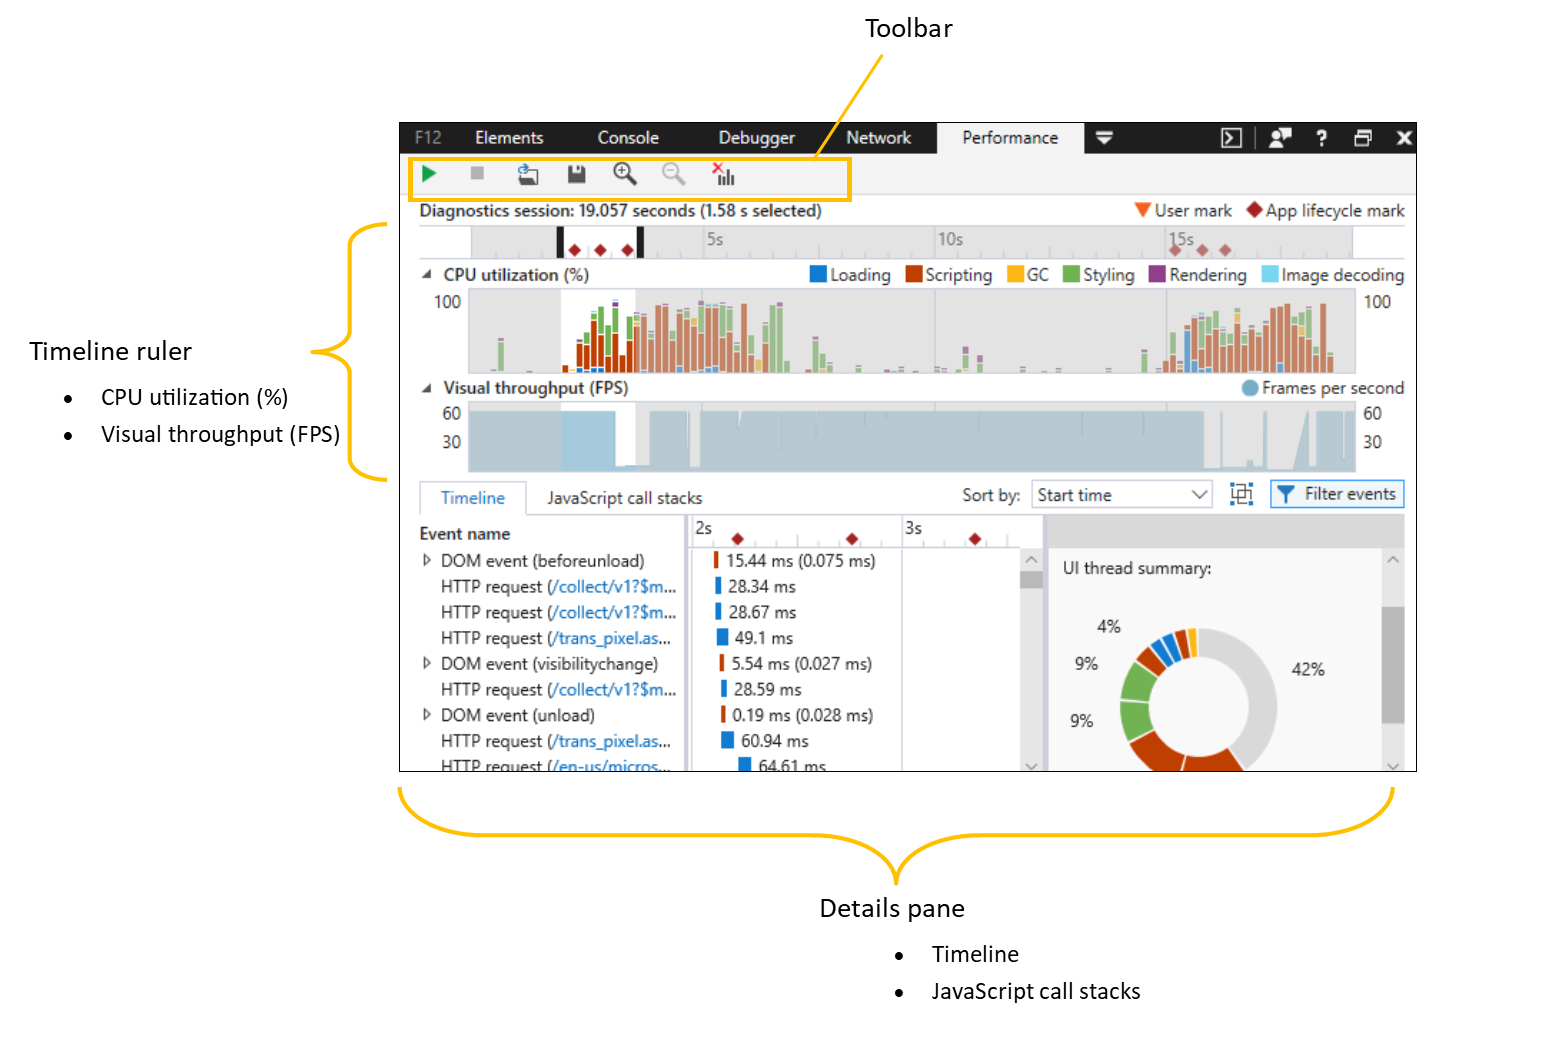 Toolbar
F12 Elements Console Debugger Network Performance ?
Diagnostics session: 19.057 seconds (1.58 s selected) User mark App lifecycle mark
5s 10s 15s
CPU utilization (%) Loading Scripting GC Styling Rendering Image decoding
100 100
Timeline ruler
• CPU utilization (%)
• Visual throughput (FPS)
Visual throughput (FPS) Frames per second
60 60
30 30
Timeline JavaScript call stacks Sort by: Start time Filter events
Event name 2s 3s
DOM event (beforeunload) 15.44 ms (0.075 ms)
HTTP request (/collect/v1?$m... 28.34 ms
HTTP request (/collect/v1?$m... 28.67 ms
HTTP request (/trans_pixel.as... 49.1 ms
DOM event (visibilitychange) 5.54 ms (0.027 ms)
HTTP request (/collect/v1?$m... 28.59 ms
DOM event (unload) 0.19 ms (0.028 ms)
HTTP request (/trans_pixel.as... 60.94 ms
HTTP request (/en-us/micros... 64.61 ms
UI thread summary:
4%
9%
42%
9%
Details pane
• Timeline
• JavaScript call stacks